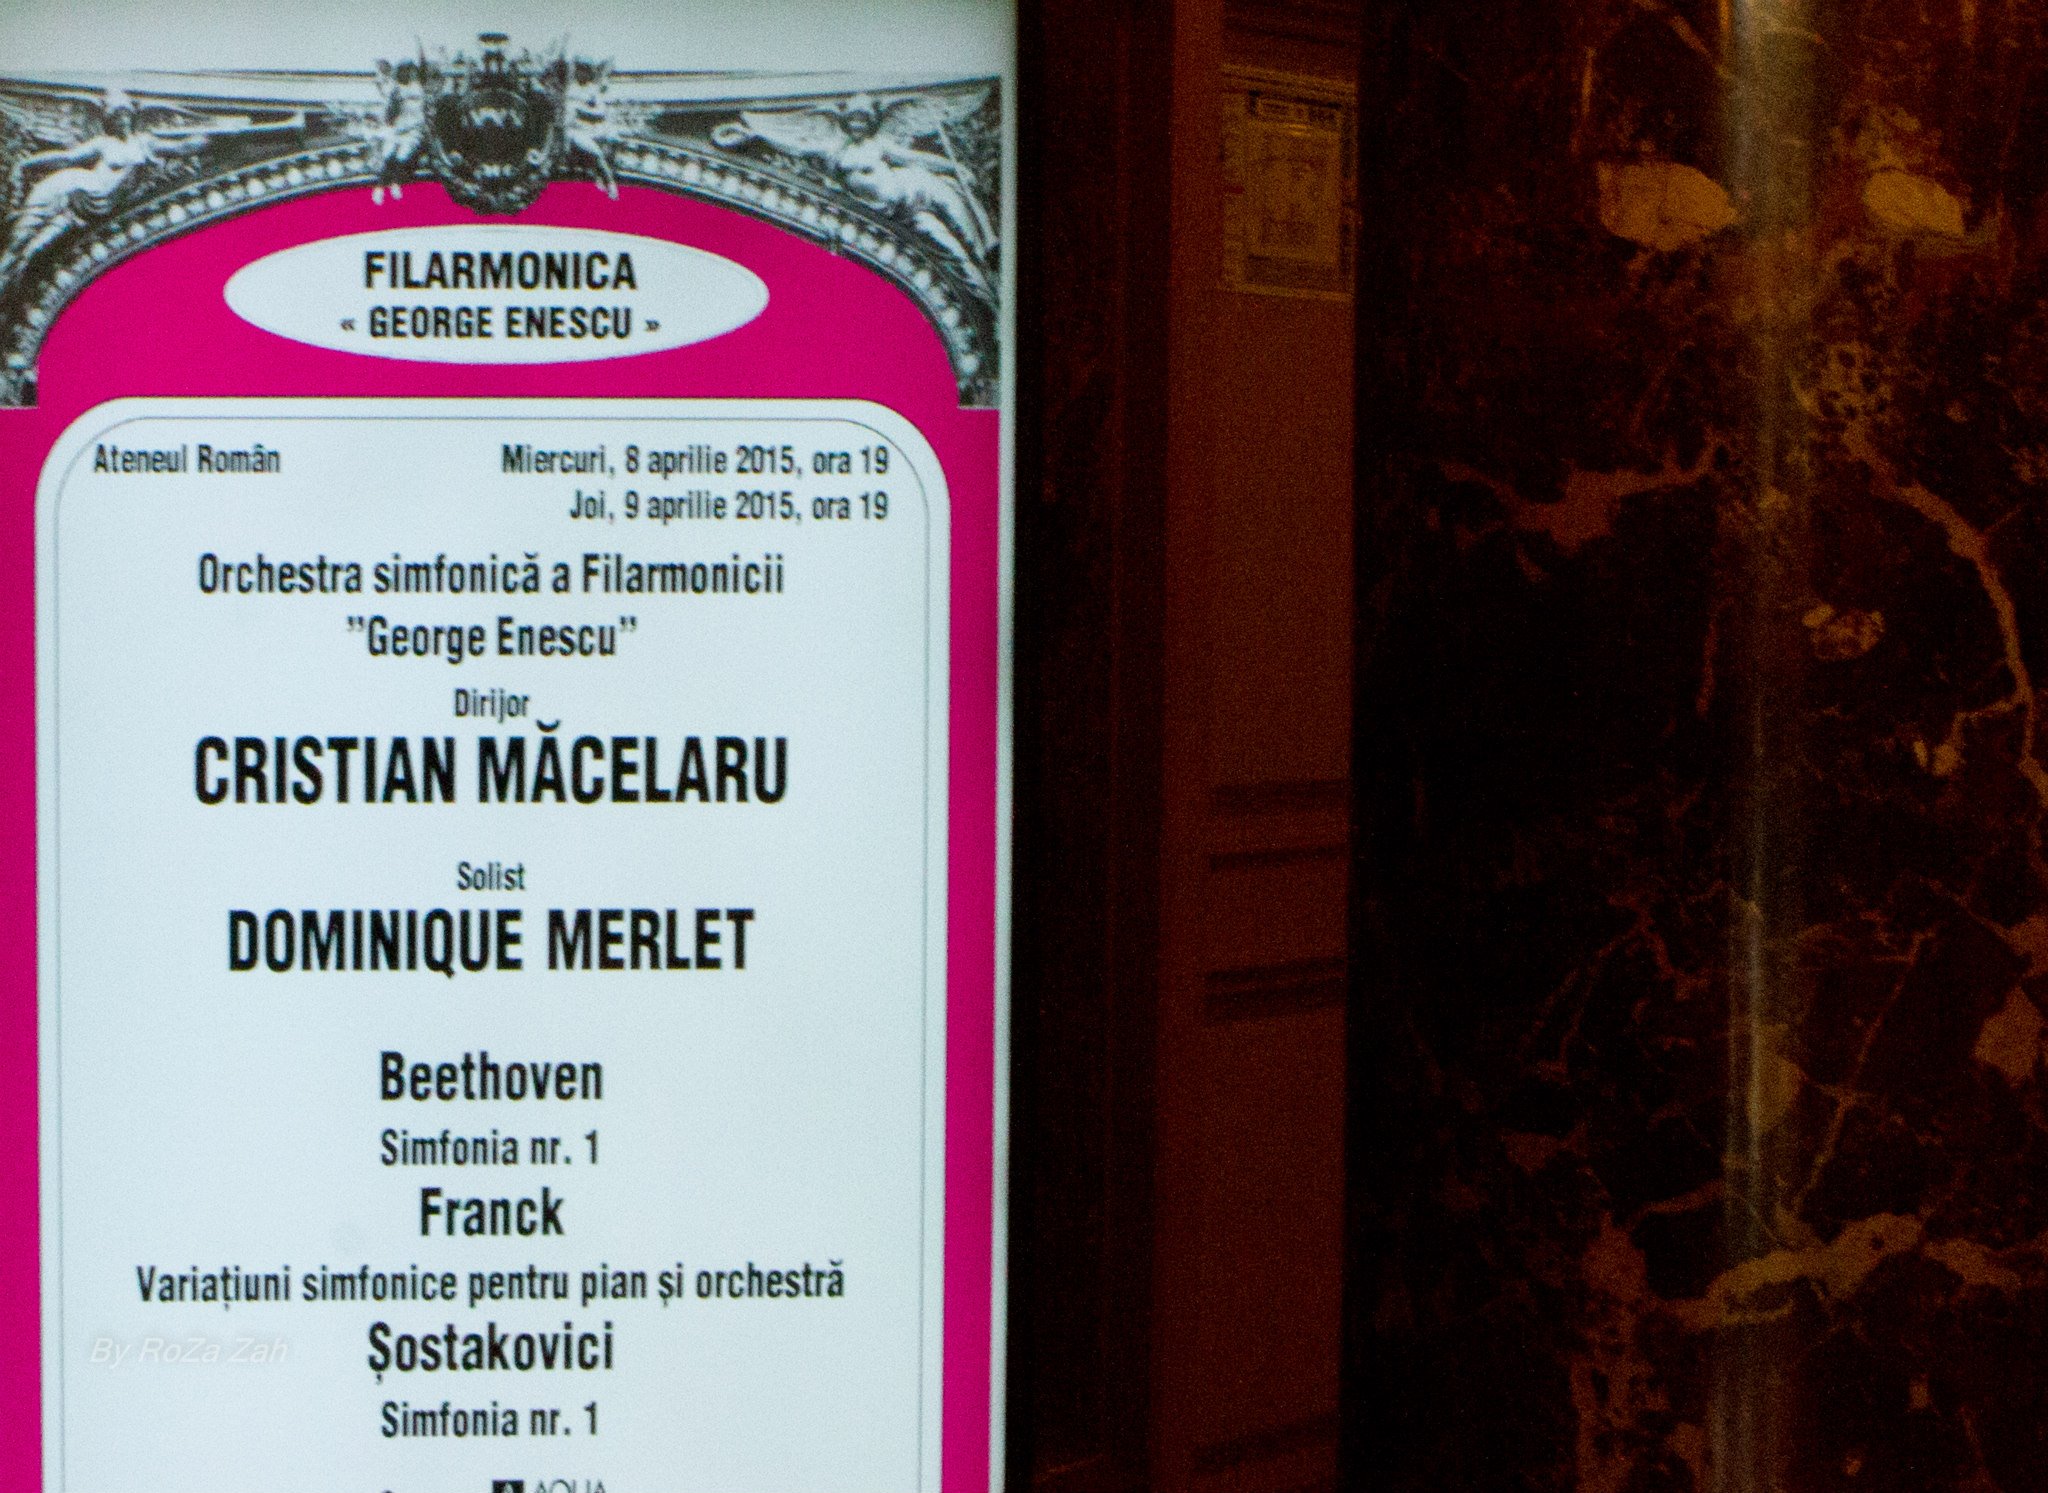 FILARMONICA
« GEORGE ENESCU »
Ateneul Român
Miercuri, 8 aprilie 2015, ora 19
Joi, 9 aprilie 2015, ora 19
Orchestra simfonică a Filarmonicii
”George Enescu”
Dirijor
CRISTIAN MĂCELARU
Solist
DOMINIQUE MERLET
Beethoven
Simfonia nr. 1
Franck
Variațiuni simfonice pentru pian și orchestră
Șostakovici
Simfonia nr. 1
By RoZa Zah